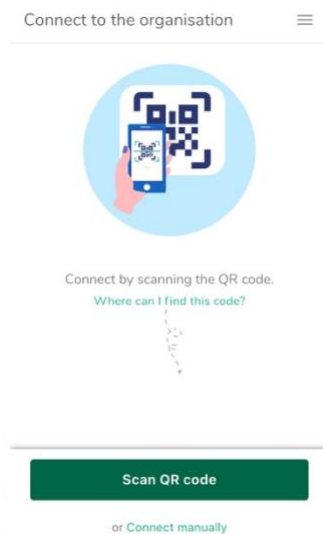 Connect to the organisation
Connect by scanning the QR code.
Where can I find this code?
Scan QR code
or Connect manually